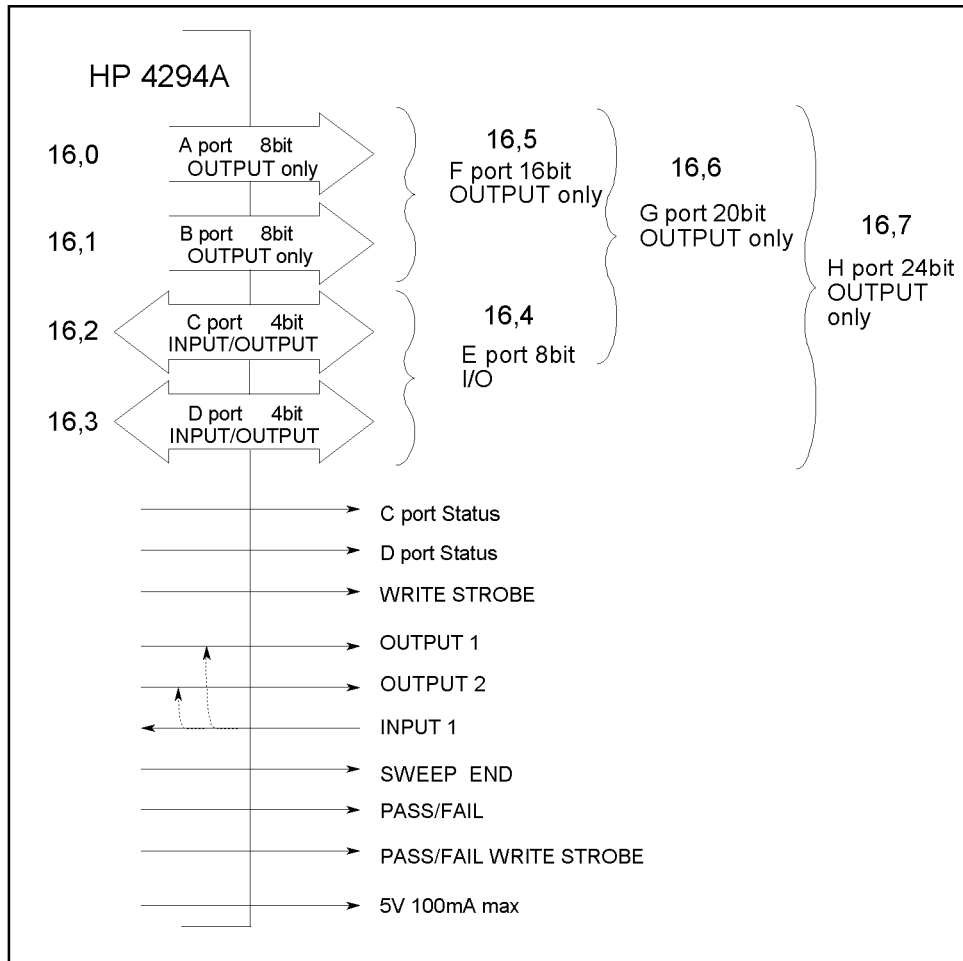 HP 4294A
16,0
A port 8bit
OUTPUT only
16,1
B port 8bit
OUTPUT only
16,2
C port 4bit
INPUT/OUTPUT
16,3
D port 4bit
INPUT/OUTPUT
16,5
F port 16bit
OUTPUT only
16,4
E port 8bit
I/O
16,6
G port 20bit
OUTPUT only
16,7
H port 24bit
OUTPUT
only
C port Status
D port Status
WRITE STROBE
OUTPUT 1
OUTPUT 2
INPUT 1
SWEEP END
PASS/FAIL
PASS/FAIL WRITE STROBE
5V 100mA max